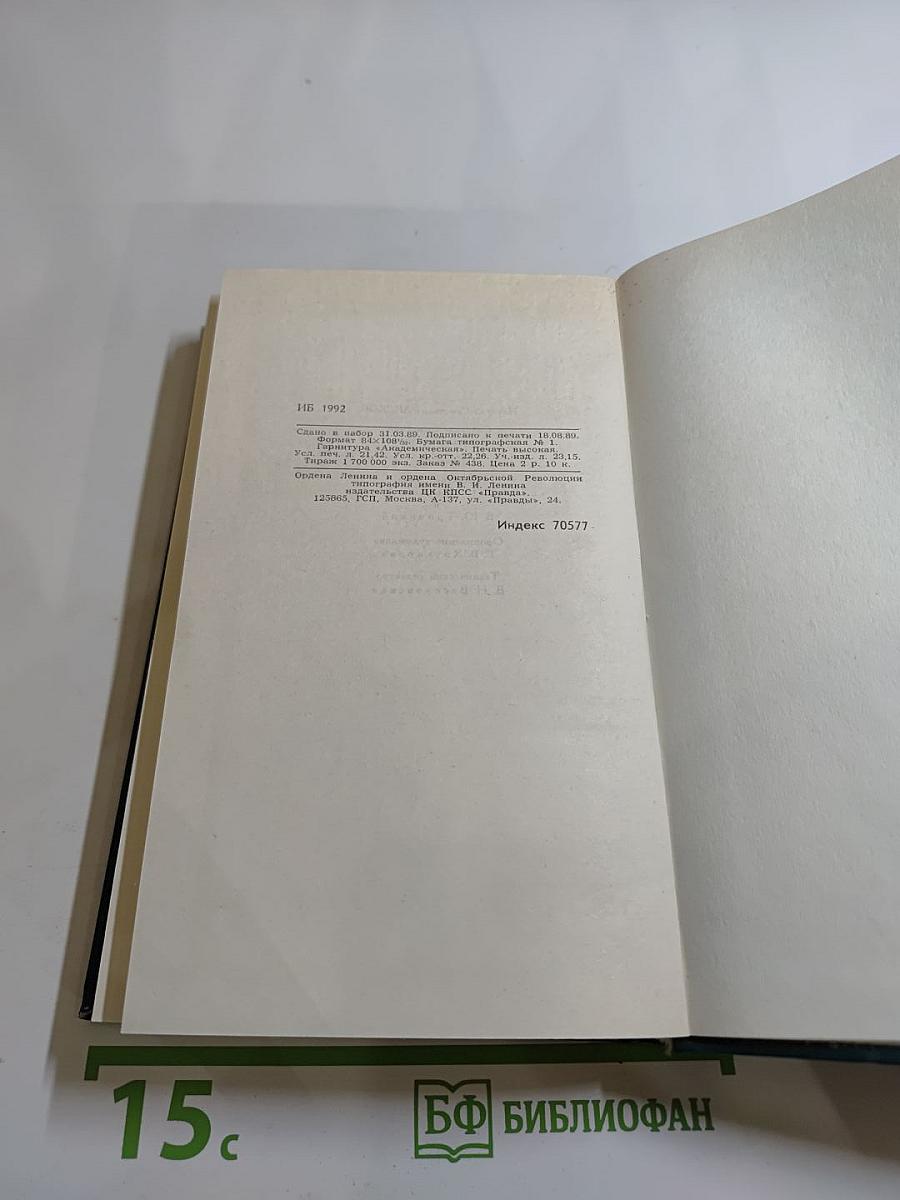 ИБ 1992
Сдано в набор 31.03.89. Подписано к печати 18.08.89.
Формат 84×108¹/₃₂. Бумага типографская № 1.
Гарнитура «Академическая». Печать высокая.
Усл. печ. л. 21,42. Усл. кр.-отт. 22,26. Уч.-изд. л. 23,15.
Тираж 1 700 000 экз. Заказ № 438. Цена 2 р. 10 к.
Ордена Ленина и ордена Октябрьской Революции
типография имени В. И. Ленина
издательства ЦК КПСС «Правда».
125865, ГСП, Москва, А-137, ул. «Правды», 24.
Индекс 70577
15 с
БФ БИБЛИОФАН